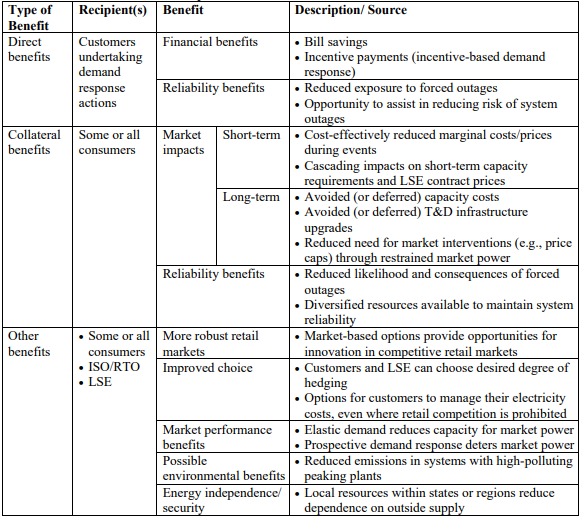 Type of Benefit Recipient(s) Benefit Description/ Source
Direct benefits
Customers undertaking demand response actions
Financial benefits
• Bill savings
• Incentive payments (incentive-based demand
response)
Reliability benefits
• Reduced exposure to forced outages
• Opportunity to assist in reducing risk of system
outages
Collateral benefits
Some or all consumers
Market impacts
Short-term
• Cost-effectively reduced marginal costs/prices
during events
• Cascading impacts on short-term capacity
requirements and LSE contract prices
Long-term
• Avoided (or deferred) capacity costs
• Avoided (or deferred) T&D infrastructure
upgrades
• Reduced need for market interventions (e.g., price
caps) through restrained market power
Reliability benefits
• Reduced likelihood and consequences of forced
outages
• Diversified resources available to maintain system
reliability
Other benefits
• Some or all consumers
• ISO/RTO
• LSE
More robust retail markets
• Market-based options provide opportunities for
innovation in competitive retail markets
Improved choice
• Customers and LSE can choose desired degree of
hedging
• Options for customers to manage their electricity
costs, even where retail competition is prohibited
Market performance benefits
• Elastic demand reduces capacity for market power
• Prospective demand response deters market power
Possible environmental benefits
• Reduced emissions in systems with high-polluting
peaking plants
Energy independence/ security
• Local resources within states or regions reduce
dependence on outside supply